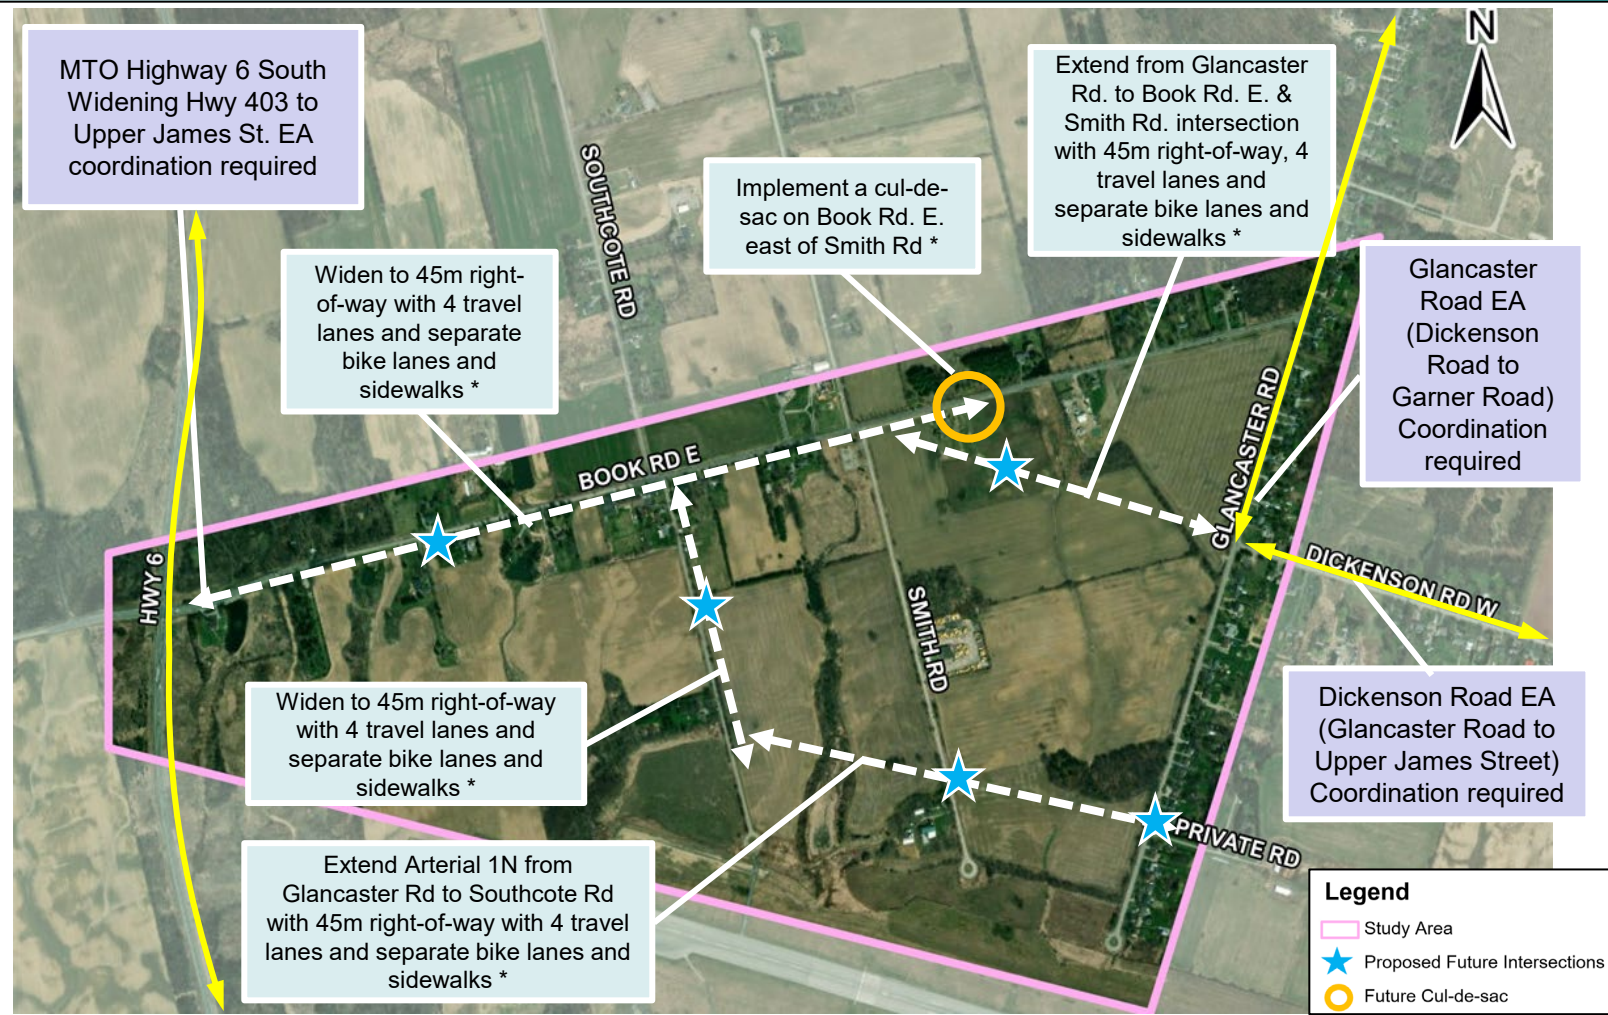 MTO Highway 6 South
Widening Hwy 403 to
Upper James St. EA
coordination required
Widen to 45m right-
of-way with 4 travel
lanes and separate
bike lanes and
sidewalks *
SOUTHCOTE RD
Implement a cul-de-
sac on Book Rd. E.
east of Smith Rd *
Extend from Glancaster
Rd. to Book Rd. E. &
Smith Rd. intersection
with 45m right-of-way, 4
travel lanes and
separate bike lanes and
sidewalks *
N
Glancaster
Road EA
(Dickenson
Road to
Garner Road)
Coordination
required
BOOK RD E
GLANCASTER RD
HWY 6
SMITH RD
DICKENSON RD W
Widen to 45m right-of-way
with 4 travel lanes and
separate bike lanes and
sidewalks *
Dickenson Road EA
(Glancaster Road to
Upper James Street)
Coordination required
PRIVATE RD
Extend Arterial 1N from
Glancaster Rd to Southcote Rd
with 45m right-of-way with 4 travel
lanes and separate bike lanes and
sidewalks *
Legend
Study Area
Proposed Future Intersections
Future Cul-de-sac